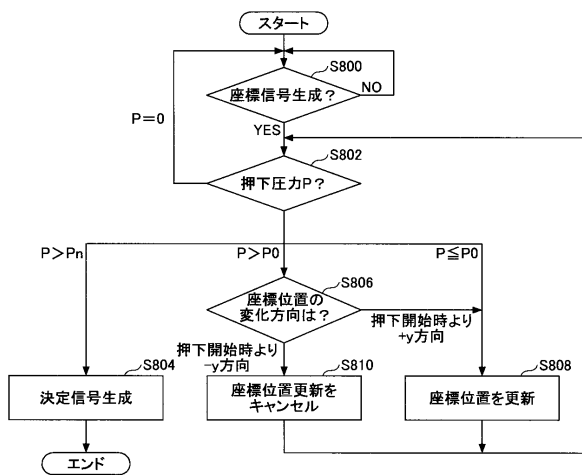 スタート
S800
座標信号生成?
NO
YES
P=0
S802
押下圧力P?
P>Pn
P>P0
P≦P0
S806
座標位置の
変化方向は?
押下開始時より
+y方向
押下開始時より
−y方向
S804
決定信号生成
S810
座標位置更新を
キャンセル
S808
座標位置を更新
エンド